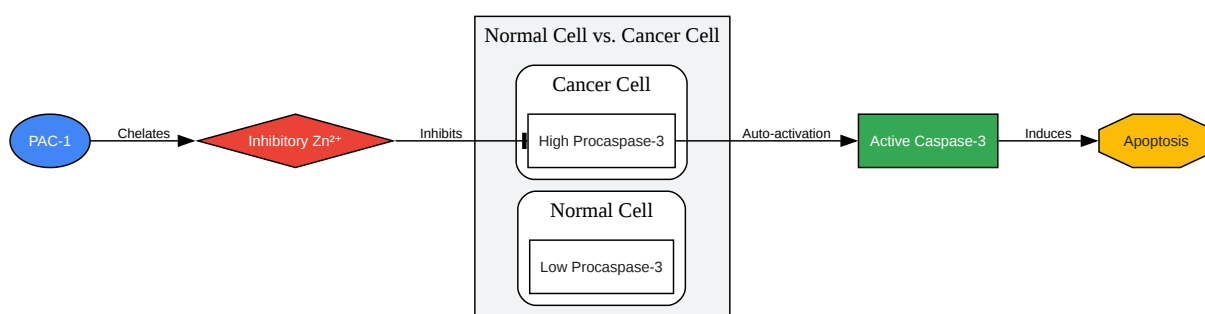 Normal Cell vs. Cancer Cell
Cancer Cell
PAC-1
Chelates
Inhibitory Zn²⁺
Inhibits
High Procaspase-3
Auto-activation
Active Caspase-3
Induces
Apoptosis
Normal Cell
Low Procaspase-3